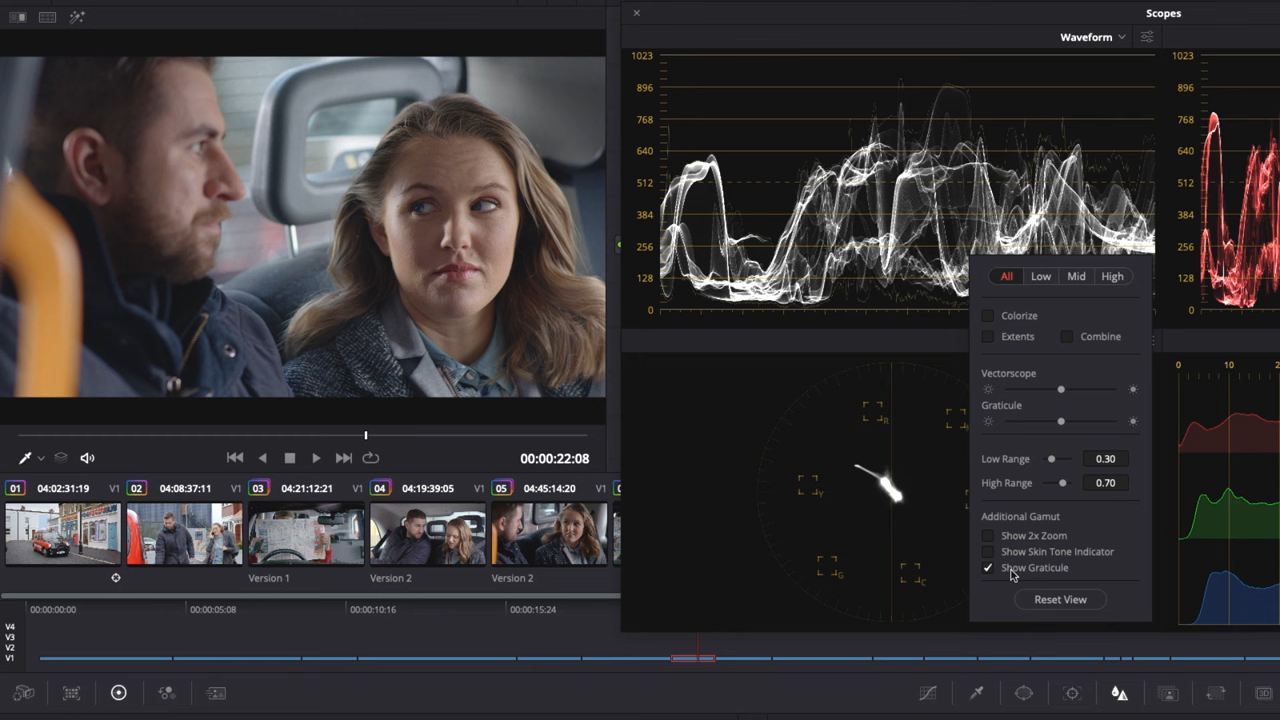 Scopes
Waveform
1023
896
768
640
512
384
256
128
0
1023
896
768
640
512
384
256
128
0
All Low Mid High
Colorize
Extents Combine
Vectorscope
Graticule
Low Range 0.30
High Range 0.70
Additional Gamut
Show 2x Zoom
Show Skin Tone Indicator
Show Graticule
Reset View
R
Y
G
C
0 10
00:00:22:08
01 04:02:31:19 V1
02 04:08:37:11 V1
03 04:21:12:21 V1
04 04:19:39:05 V1
05 04:45:14:20 V1
Version 1 Version 2 Version 2
00:00:00:00 00:00:05:08 00:00:10:16 00:00:15:24
V4
V3
V2
V1
3D